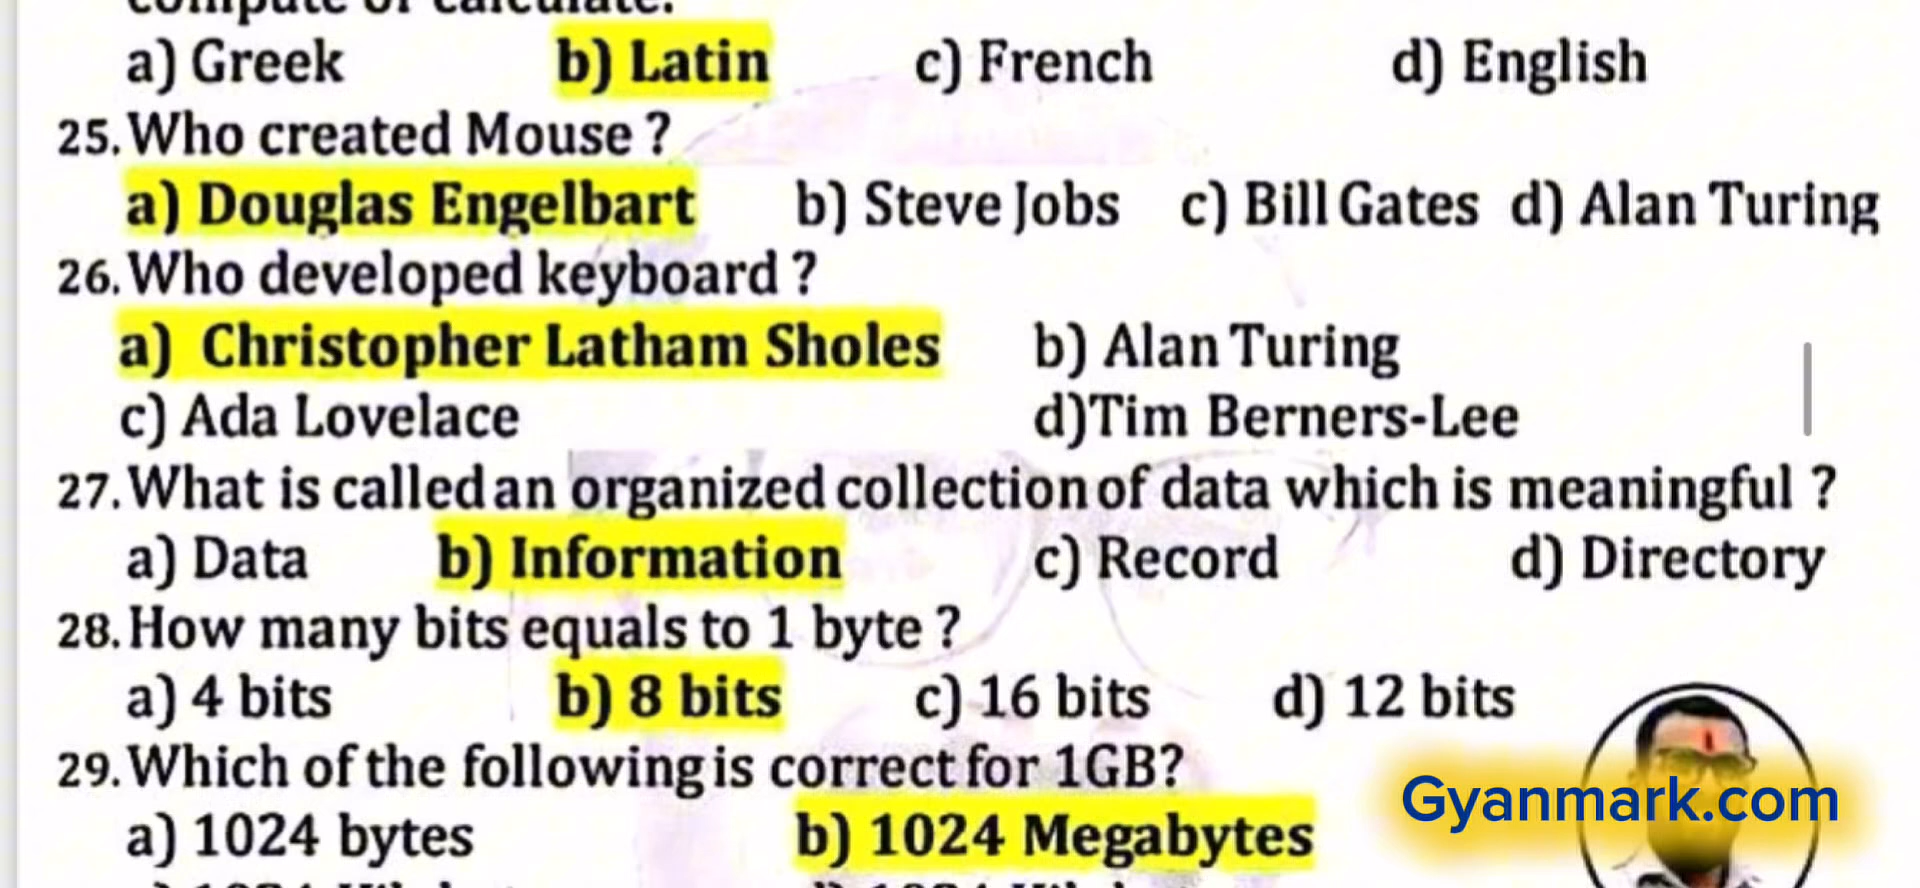 compute or calculate.
a) Greek b) Latin c) French d) English
25. Who created Mouse ?
a) Douglas Engelbart b) Steve Jobs c) Bill Gates d) Alan Turing
26. Who developed keyboard ?
a) Christopher Latham Sholes b) Alan Turing
c) Ada Lovelace d)Tim Berners-Lee
27. What is called an organized collection of data which is meaningful ?
a) Data b) Information c) Record d) Directory
28. How many bits equals to 1 byte ?
a) 4 bits b) 8 bits c) 16 bits d) 12 bits
29. Which of the following is correct for 1GB?
Gyanmark.com
a) 1024 bytes b) 1024 Megabytes